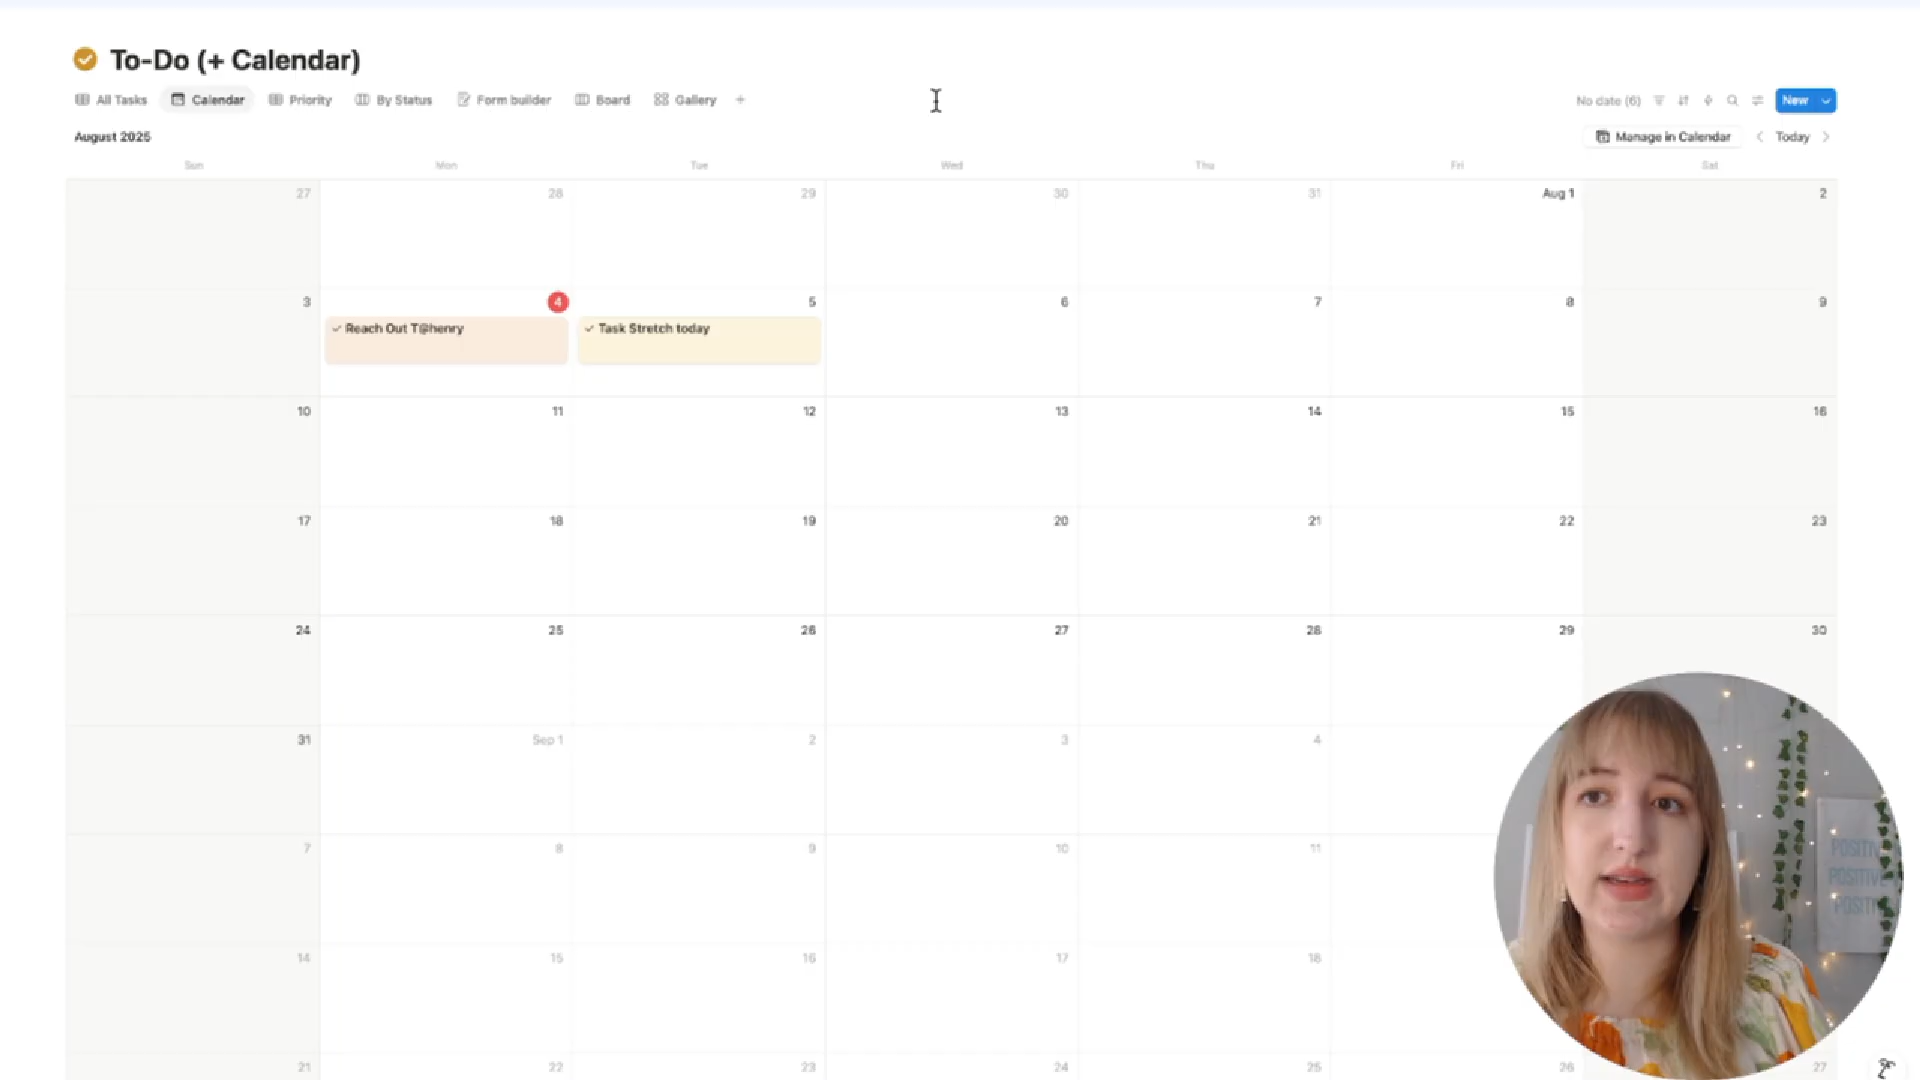 To-Do (+ Calendar)
All Tasks Calendar Priority By Status Form builder Board Gallery +
No date (6) New
August 2025
Manage in Calendar < Today >
Sun Mon Tue Wed Thu Fri Sat
27 28 29 30 31 Aug 1 2
3 4 5 6 7 8 9
Reach Out T@henry Task Stretch today
10 11 12 13 14 15 16
17 18 19 20 21 22 23
24 25 26 27 28 29 30
31 Sep 1 2 3 4
7 8 9 10 11
POSITIV
POSITIVE
POSITI
14 15 16 17 18
21 22 23 24 25 26 27